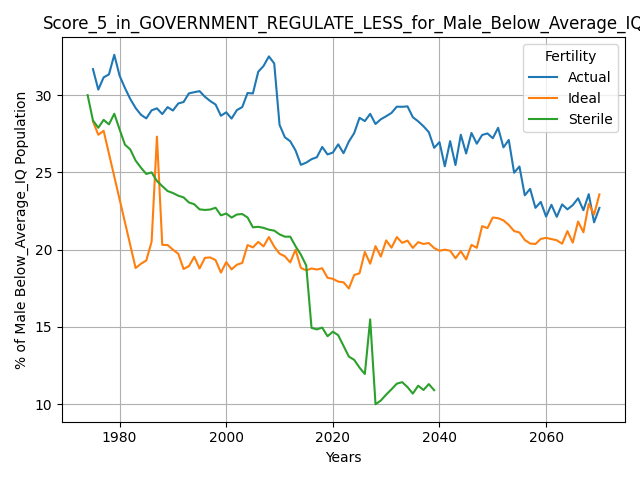 Score_5_in_GOVERNMENT_REGULATE_LESS_for_Male_Below_Average_IQ
Fertility
Actual
Ideal
Sterile
% of Male Below_Average_IQ Population
30
25
20
15
10
1980
2000
2020
2040
2060
Years